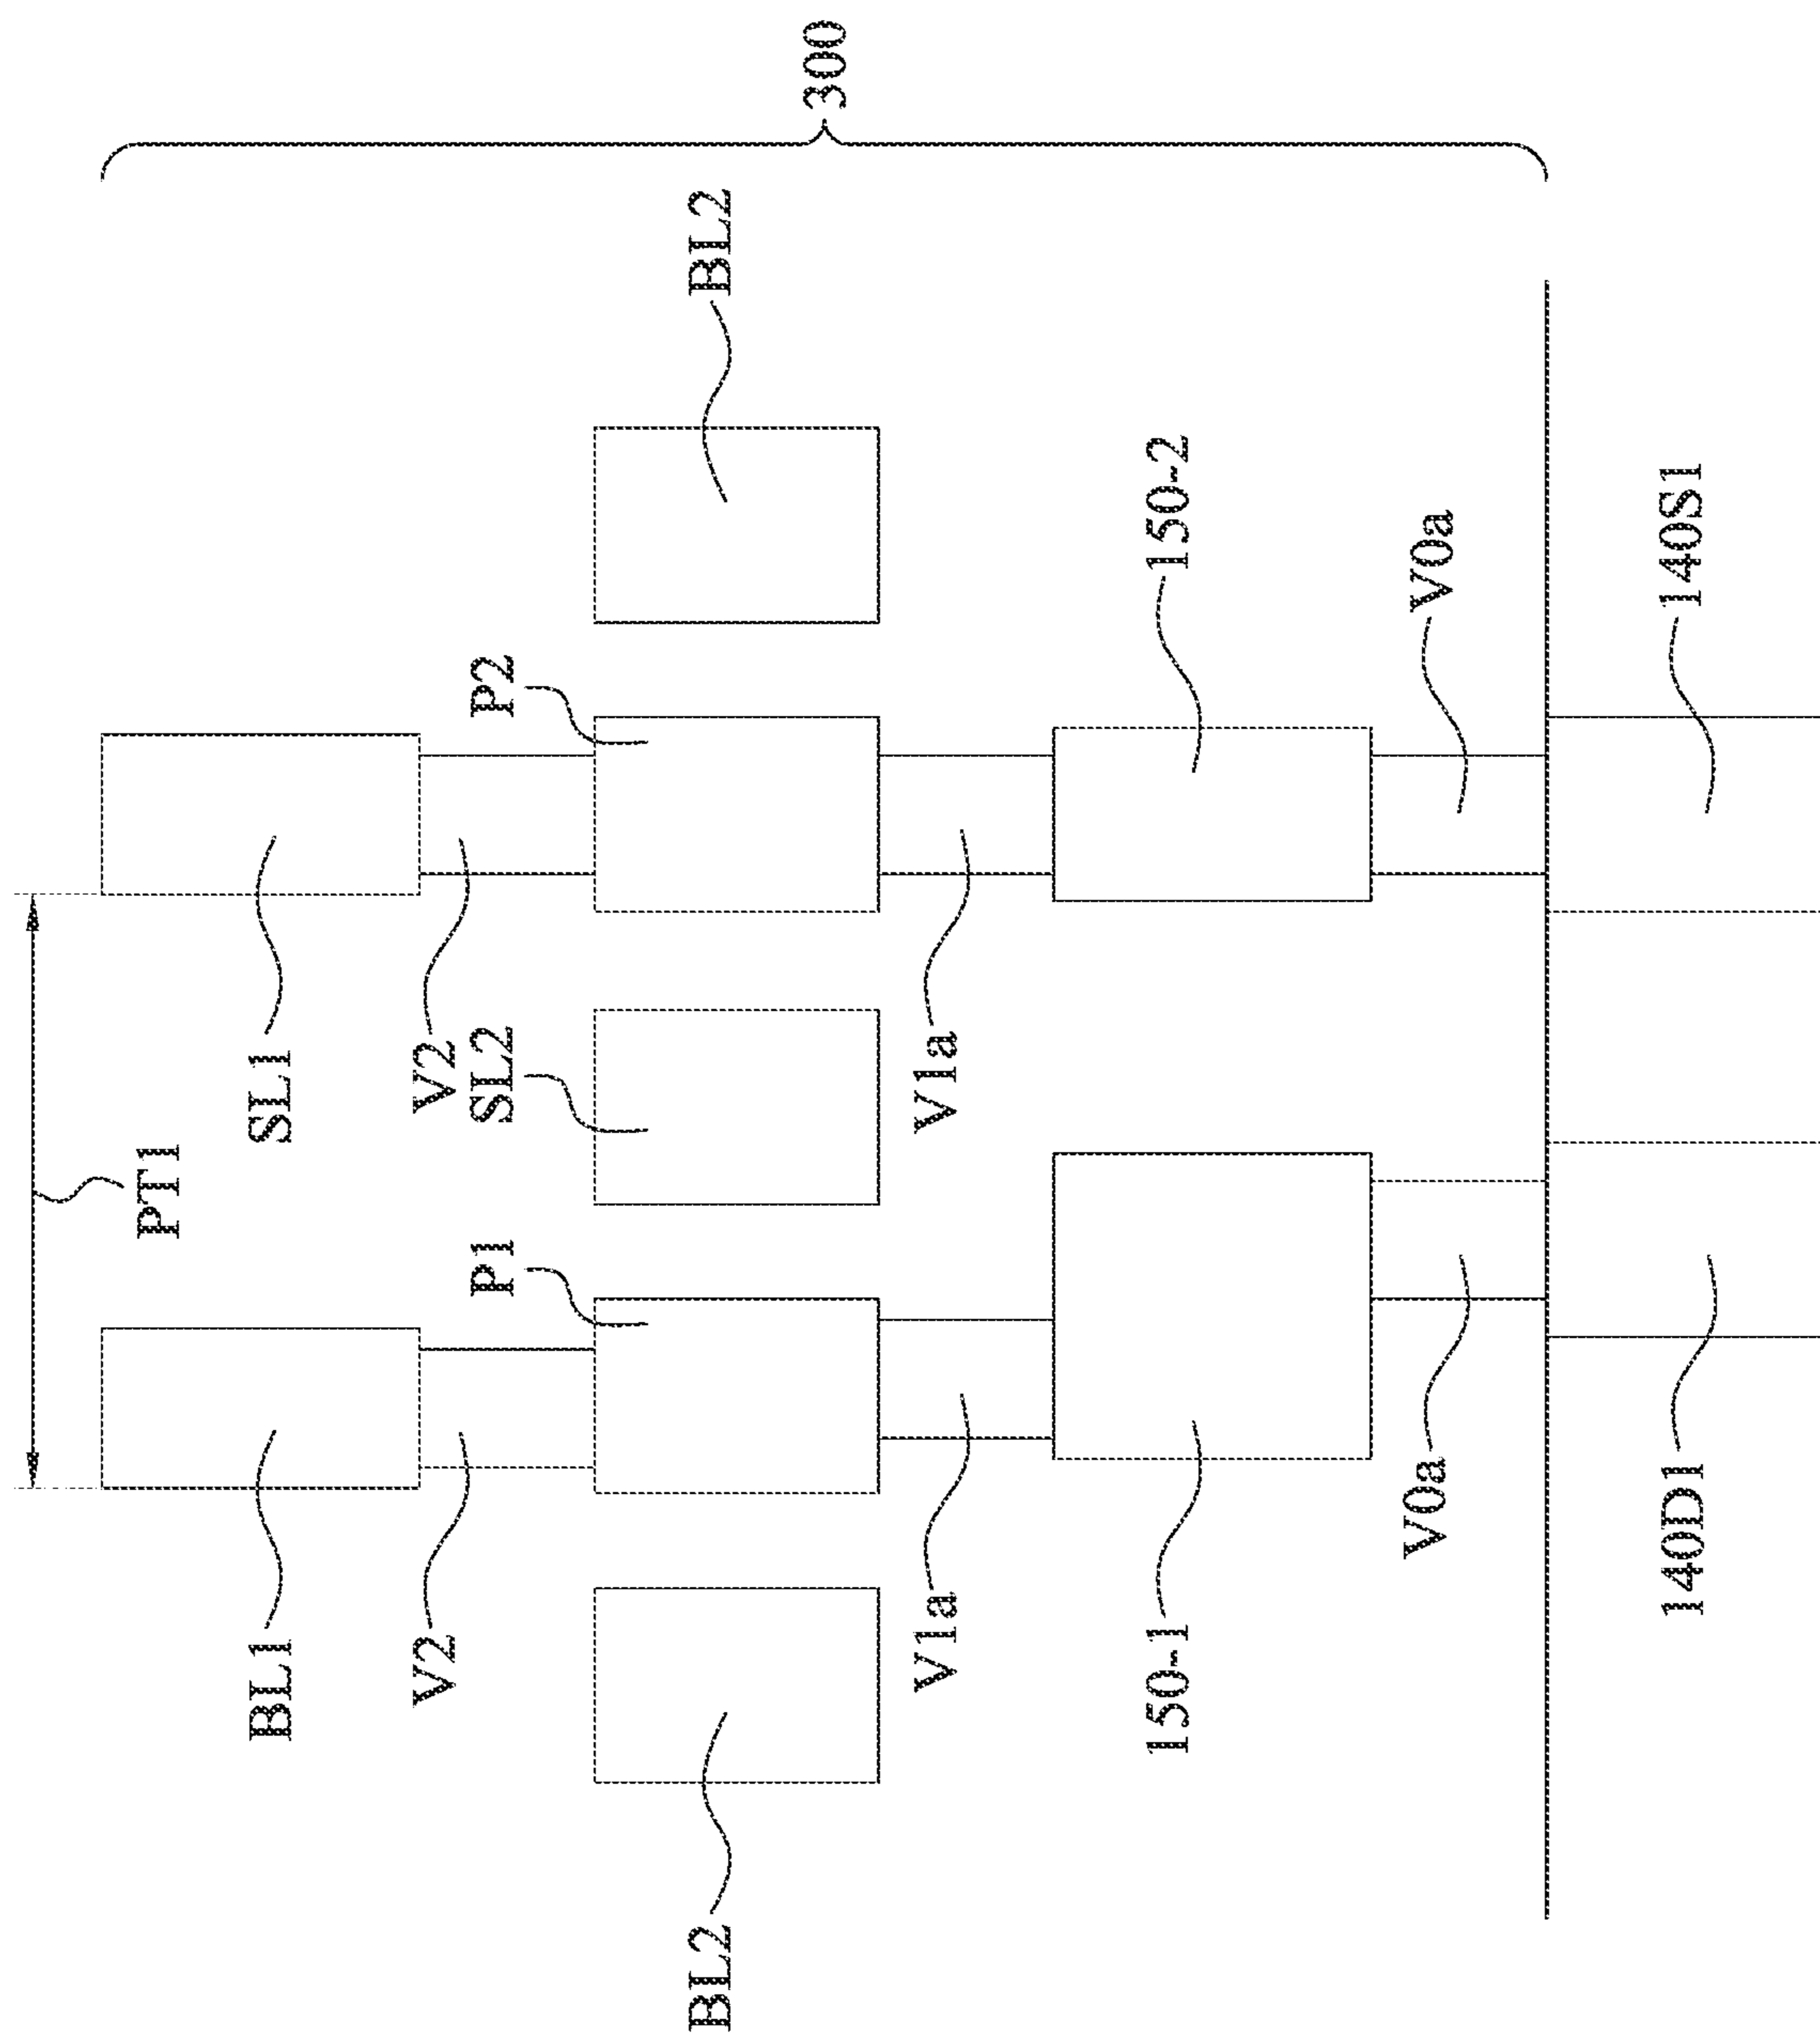 PT1
BL1
SL1
V2
V2
P1
SL2
P2
BL2
BL2
300
V1a
V1a
150-1
150-2
V0a
V0a
140D1
140S1